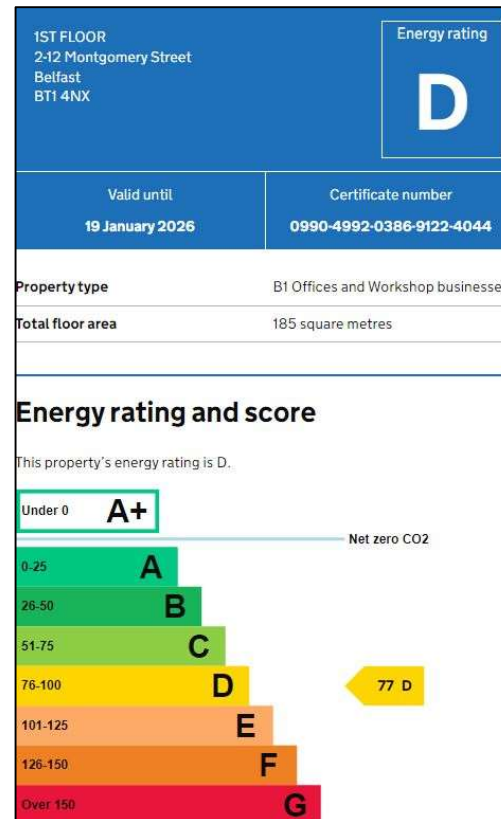 1ST FLOOR
2-12 Montgomery Street
Belfast
BT1 4NX
Energy rating
D
Valid until
19 January 2026
Certificate number
0990-4992-0386-9122-4044
Property type
B1 Offices and Workshop businesse
Total floor area
185 square metres
Energy rating and score
This property's energy rating is D.
Under 0 A+
Net zero CO2
0-25 A
26-50 B
51-75 C
76-100 D
77 D
101-125 E
126-150 F
Over 150 G